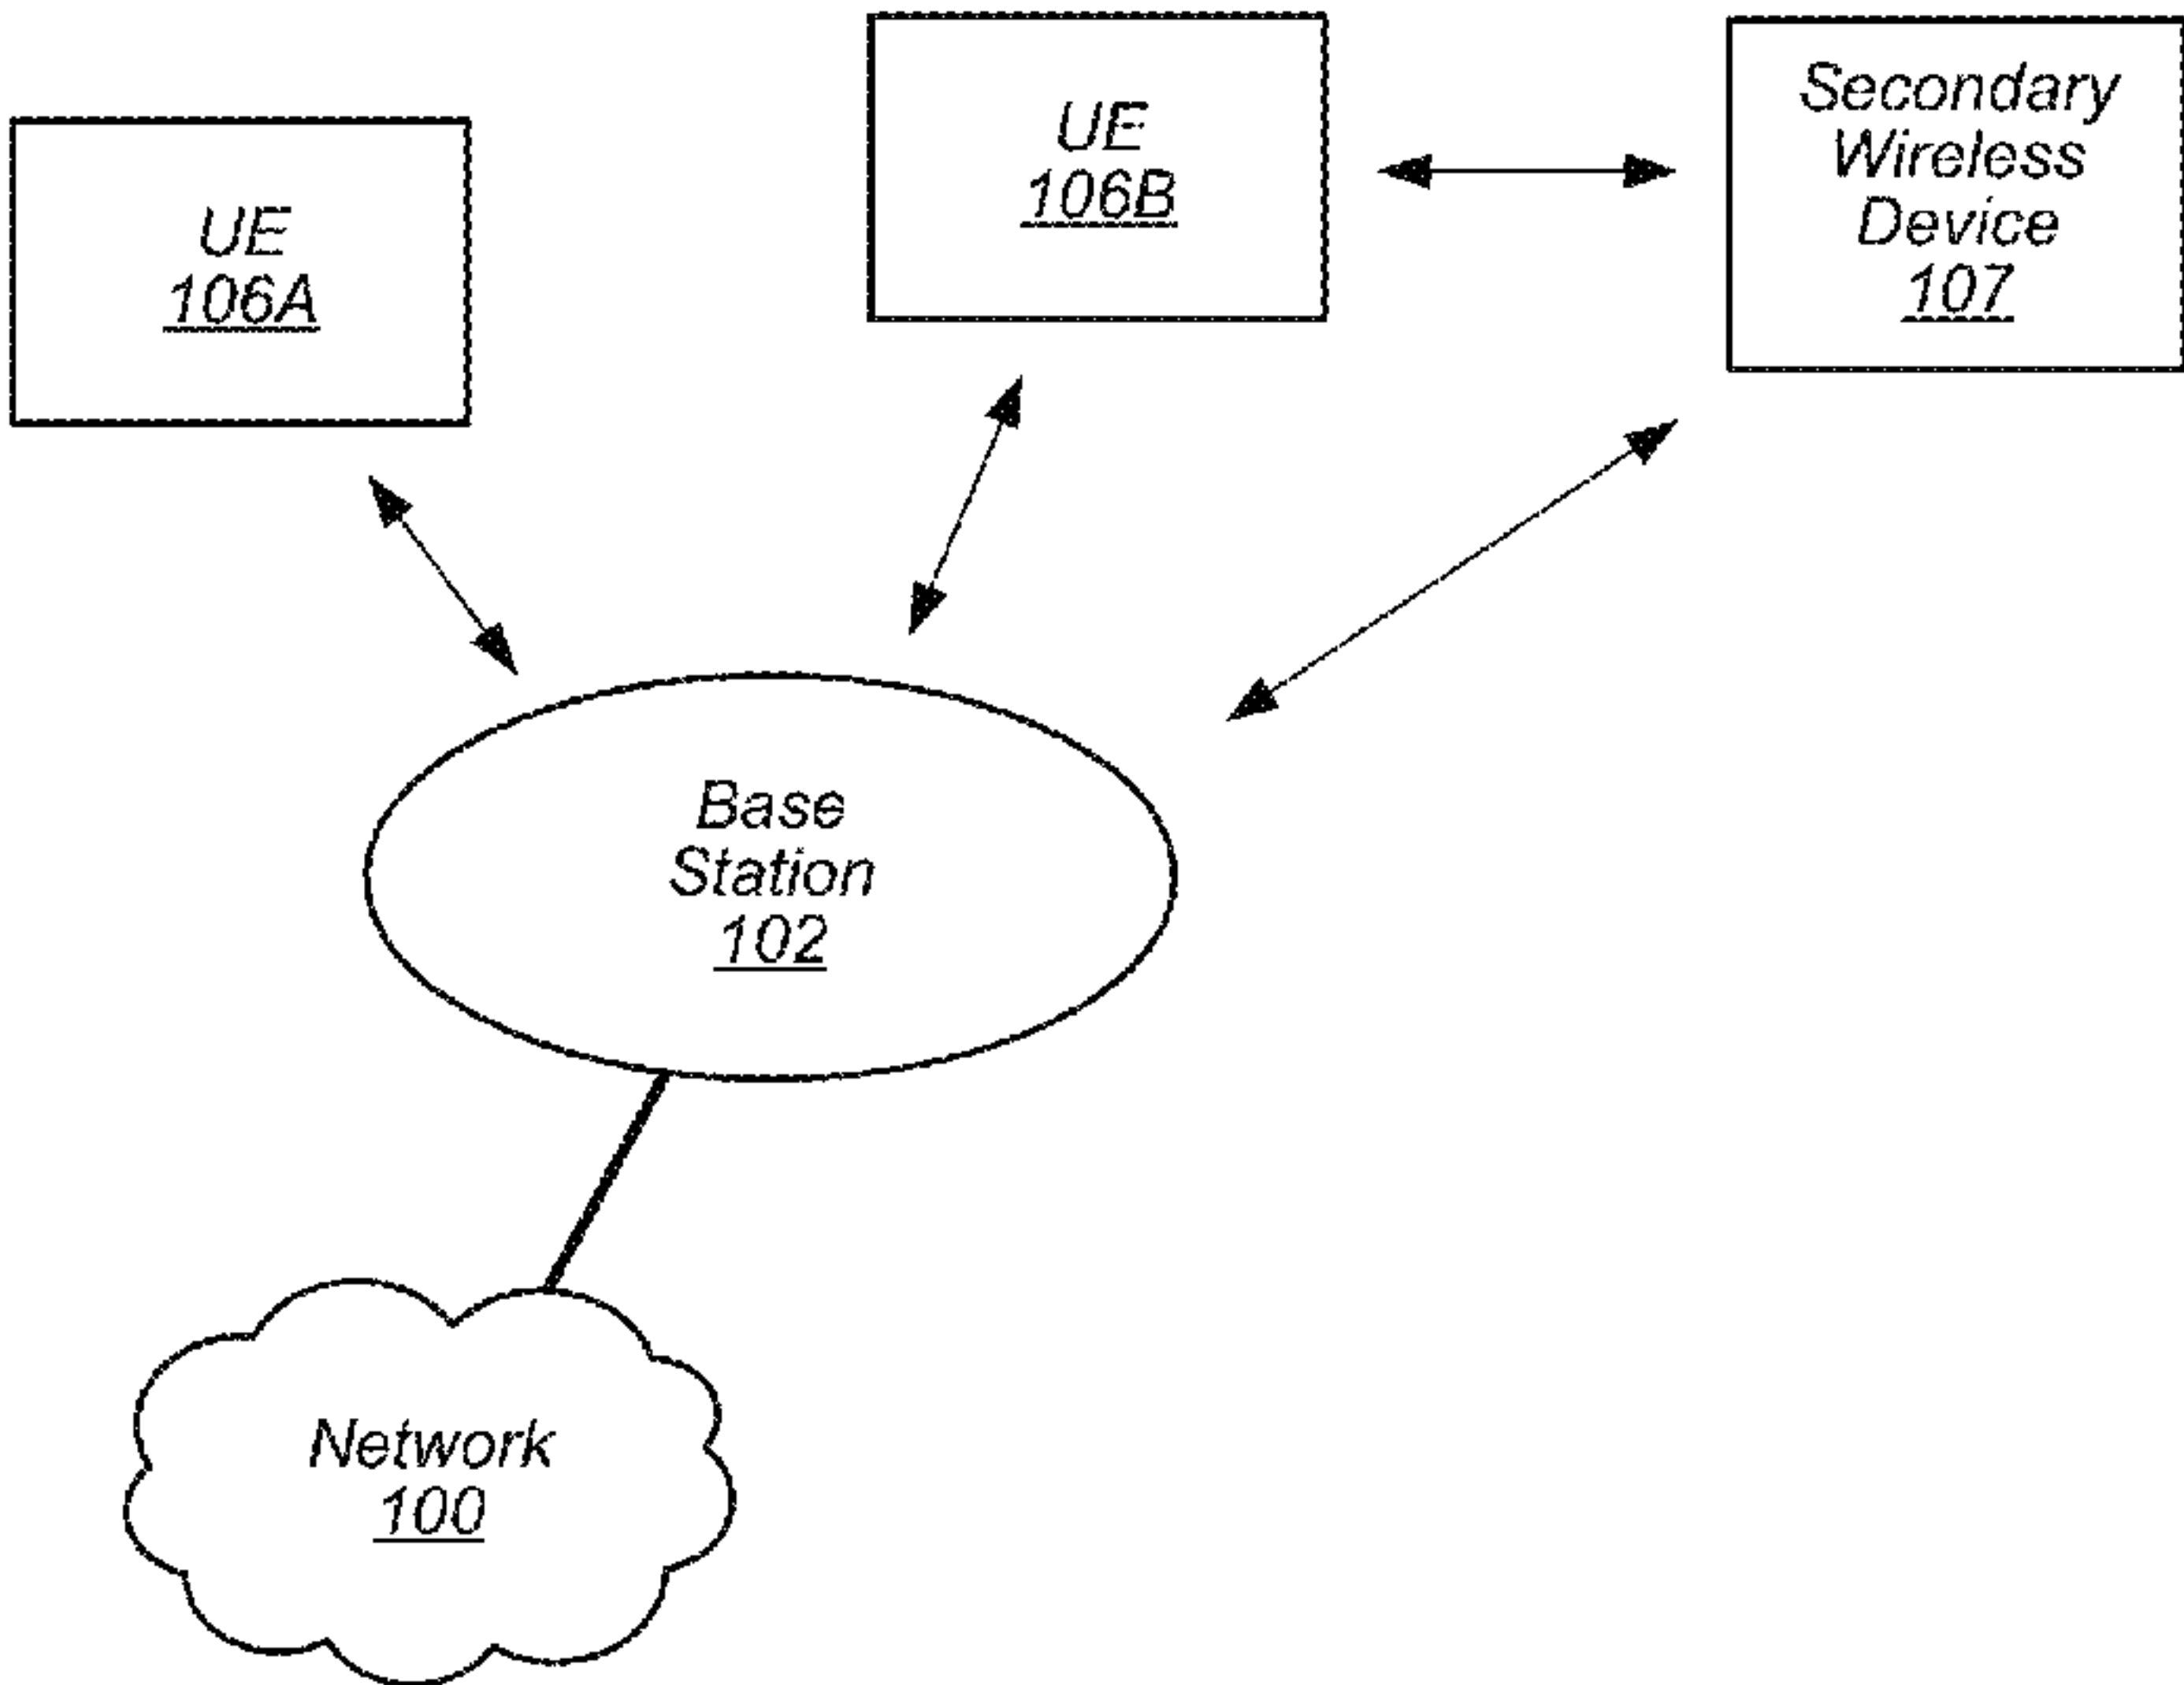 UE
106A
UE
106B
Secondary
Wireless
Device
107
Base
Station
102
Network
100